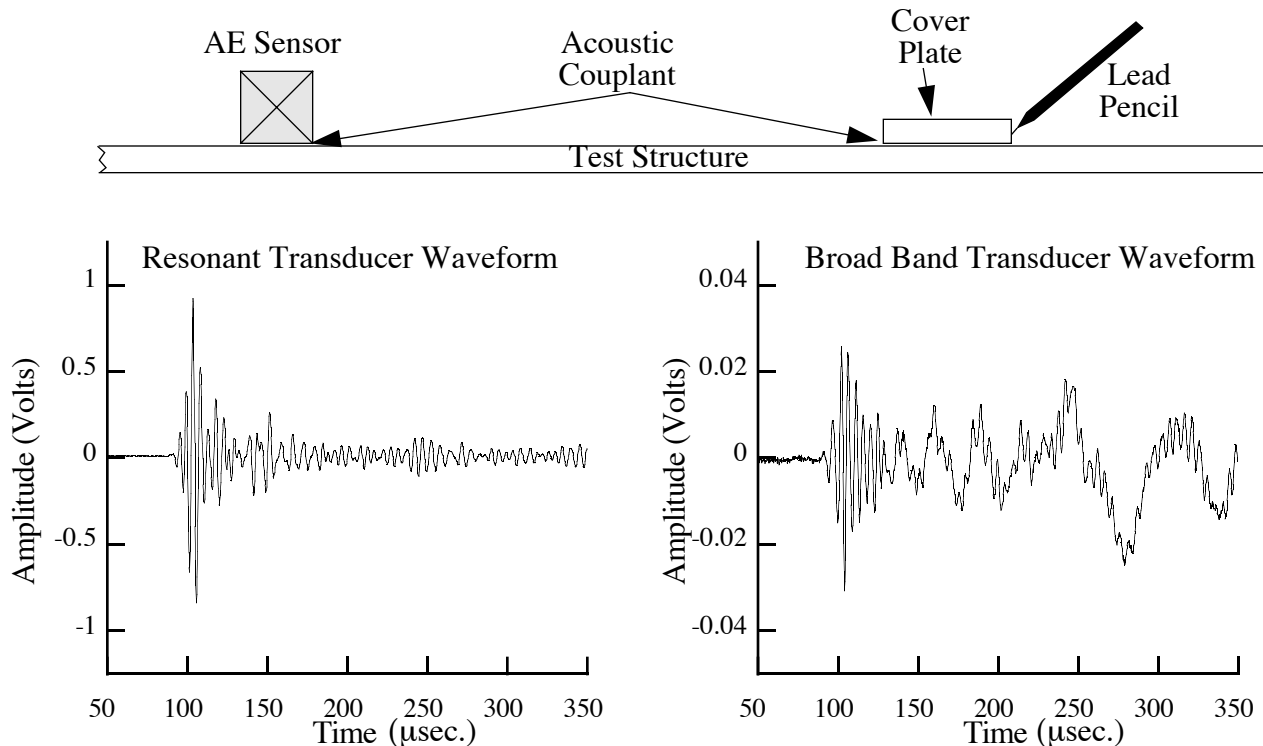 AE Sensor
Acoustic
Couplant
Cover
Plate
Lead
Pencil
Test Structure
Resonant Transducer Waveform
Amplitude (Volts)
1
0.5
0
-0.5
-1
50 100 150 200 250 300 350
Time (μsec.)
Broad Band Transducer Waveform
Amplitude (Volts)
0.04
0.02
0
-0.02
-0.04
50 100 150 200 250 300 350
Time (μsec.)